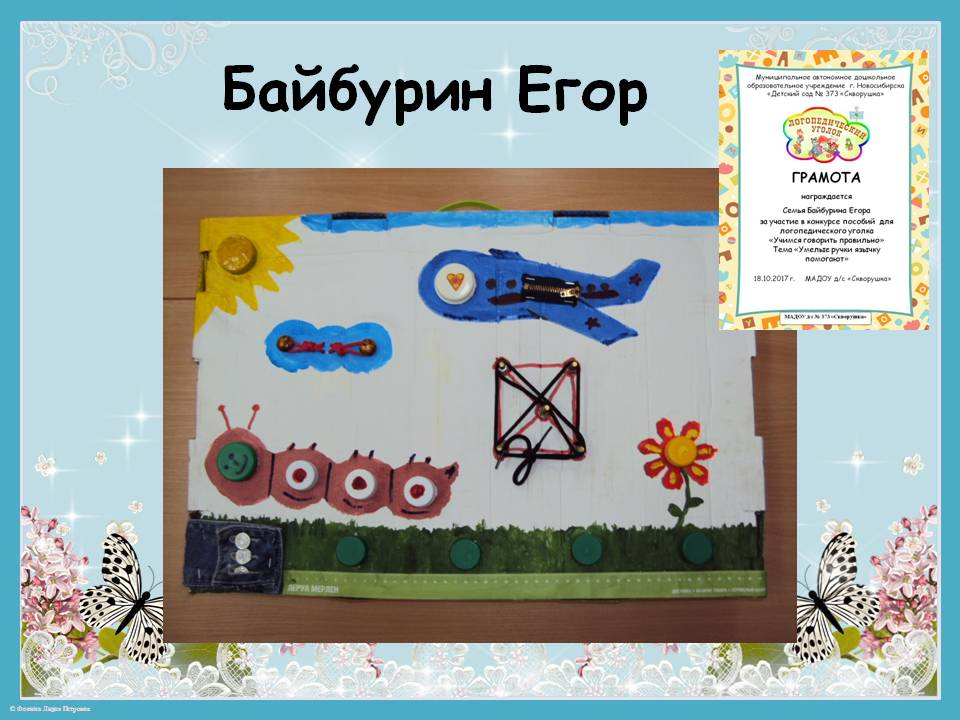 Байбурин Егор
Муниципальное автономное дошкольное
образовательное учреждение г. Новосибирска
«Детский сад № 373 «Скворушка»
ЛОГОПЕДИЧЕСКИЙ
УГОЛОК
ГРАМОТА
награждается
Семья Байбурина Егора
за участие в конкурсе пособий для
логопедического уголка
«Учимся говорить правильно»
Тема «Умелые ручки язычку
помогают»
18.10.2017 г. МАДОУ д/с «Скворушка»
МАДОУ д/с № 373 «Скворушка»
ЛЕРУА МЕРЛЕН
© Фокина Лидия Петровна